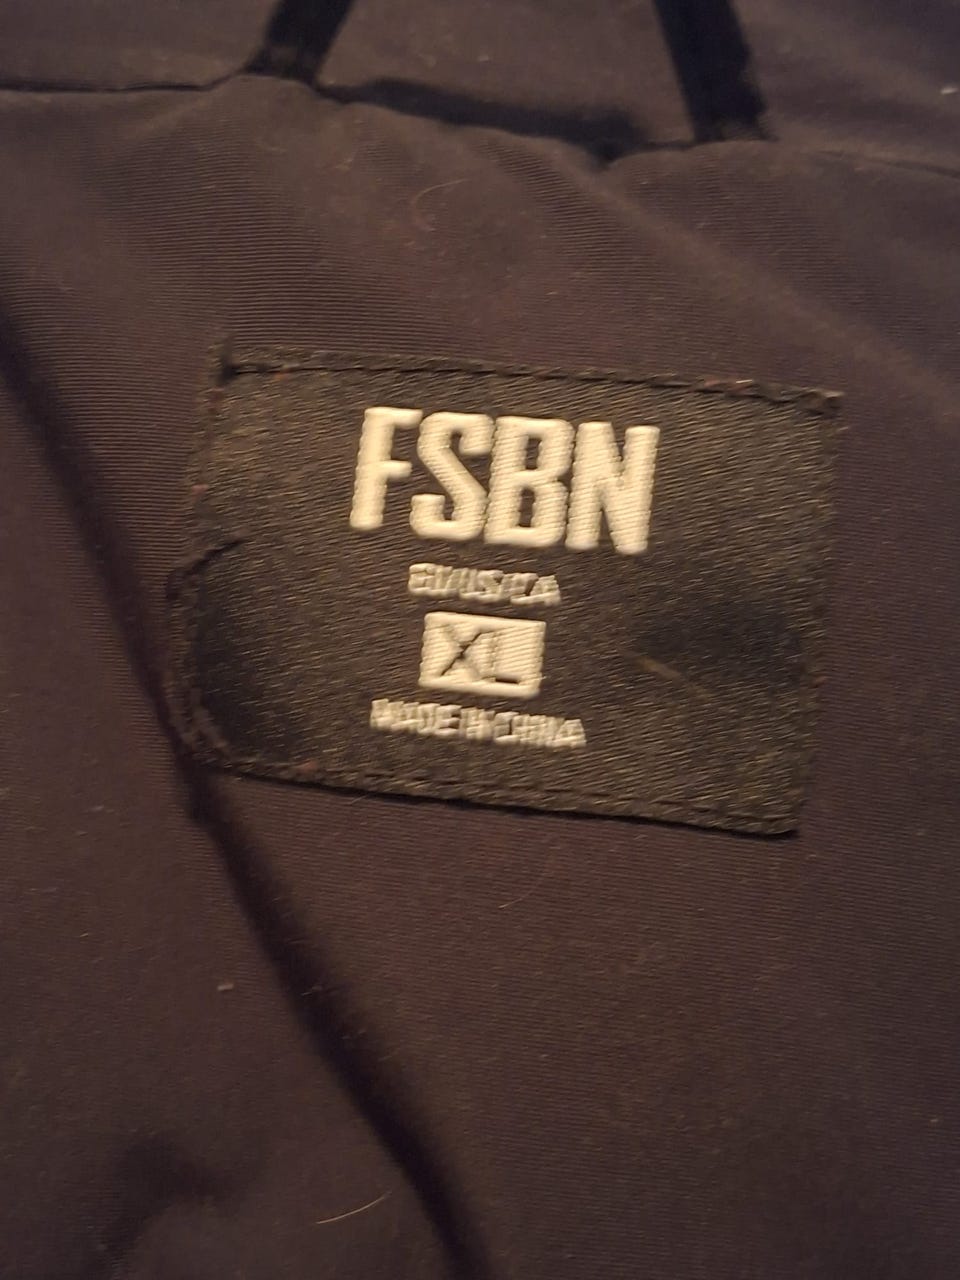 FSBN
EU/US/CA
XL
MADE IN CHINA